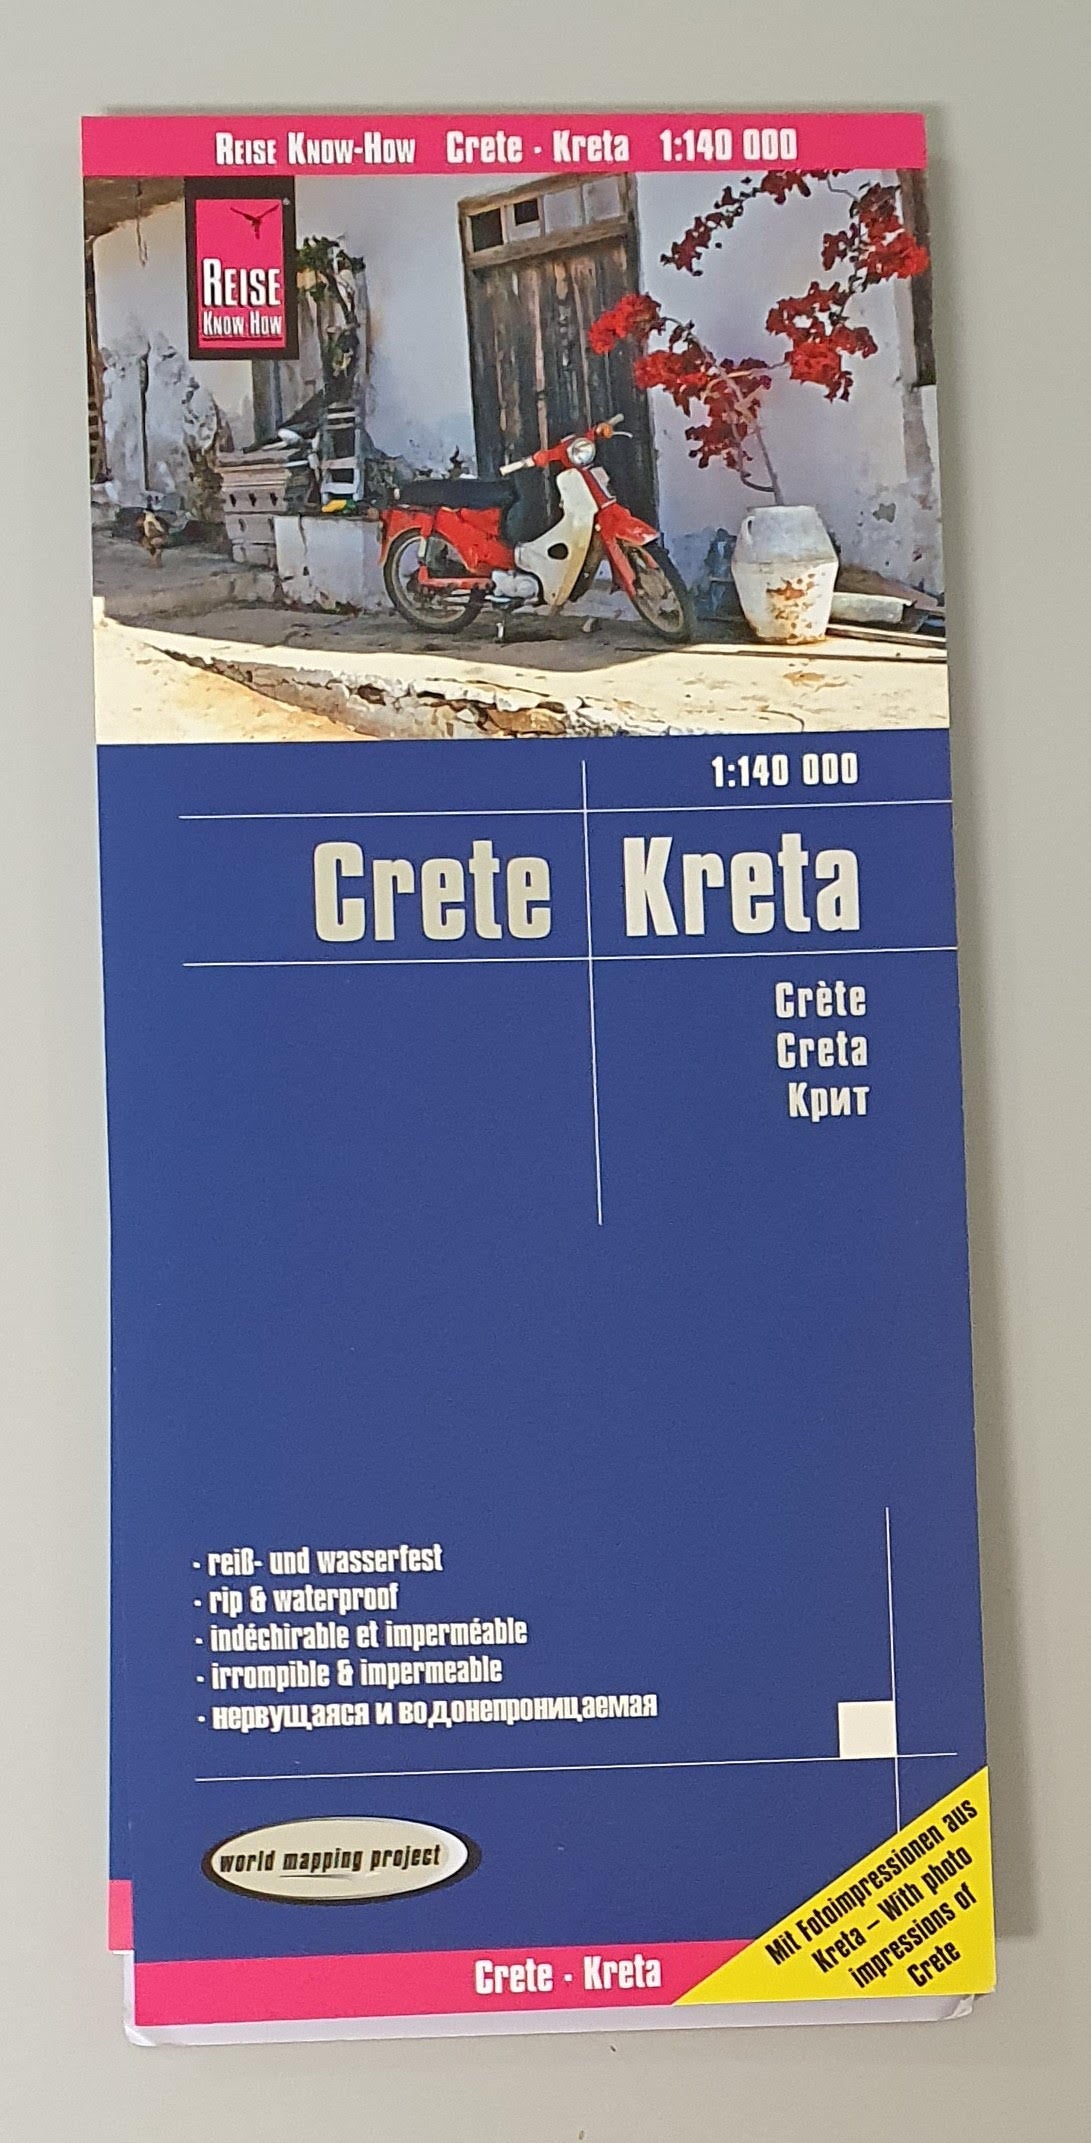 REISE KNOW-HOW Crete · Kreta 1:140 000
REISE
KNOW-HOW
1:140 000
Crete Kreta
Crète
Creta
Крит
· reiß- und wasserfest
· rip & waterproof
· indéchirable et imperméable
· irrompible & impermeable
· нервущаяся и водонепроницаемая
world mapping project
Mit Fotoimpressionen aus
Kreta – With photo
impressions of
Crete
Crete · Kreta